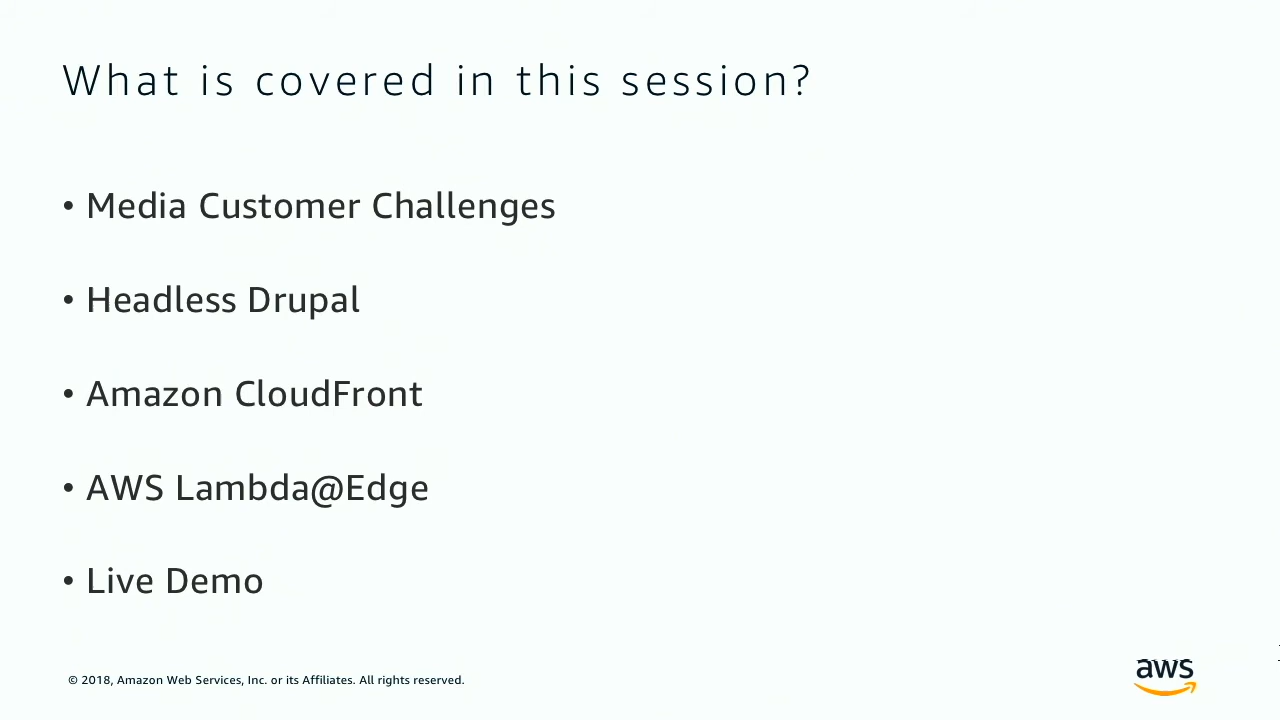 What is covered in this session?
• Media Customer Challenges
• Headless Drupal
• Amazon CloudFront
• AWS Lambda@Edge
• Live Demo
© 2018, Amazon Web Services, Inc. or its Affiliates. All rights reserved.
aws